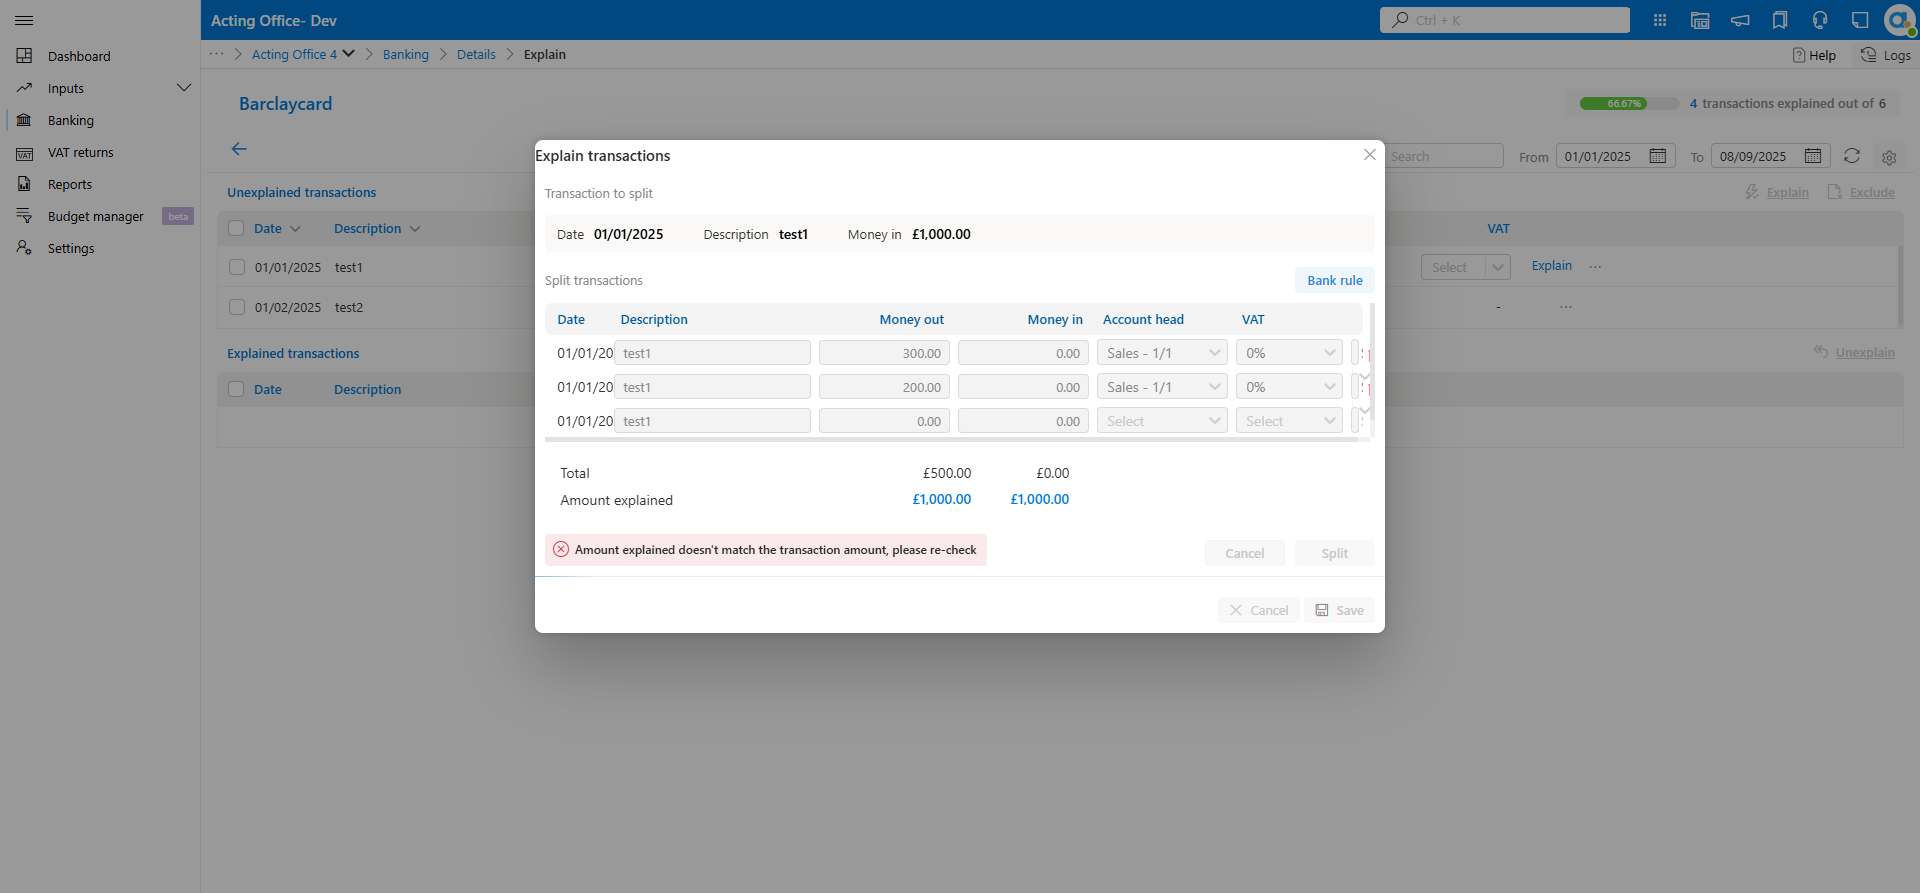 Acting Office- Dev
Ctrl + K
Dashboard
Inputs
Banking
VAT returns
Reports
Budget manager beta
Settings
... Acting Office 4 Banking Details Explain
Help Logs
Barclaycard
66.67% 4 transactions explained out of 6
Search From 01/01/2025 To 08/09/2025
Unexplained transactions Explain Exclude
Date Description VAT
01/01/2025 test1 Select Explain ...
01/02/2025 test2 - ...
Explained transactions Unexplain
Date Description
Explain transactions
Transaction to split
Date 01/01/2025 Description test1 Money in £1,000.00
Split transactions Bank rule
Date Description Money out Money in Account head VAT
01/01/20 test1 300.00 0.00 Sales - 1/1 0%
01/01/20 test1 200.00 0.00 Sales - 1/1 0%
01/01/20 test1 0.00 0.00 Select Select
Total £500.00 £0.00
Amount explained £1,000.00 £1,000.00
Amount explained doesn't match the transaction amount, please re-check
Cancel Split
Cancel Save